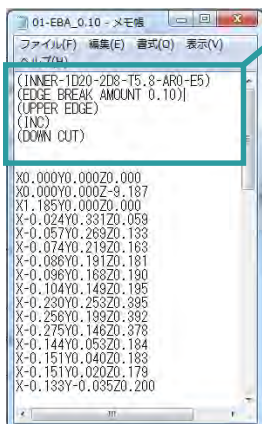 01-EBA_0.10 - メモ帳
ファイル(F) 編集(E) 書式(O) 表示(V)
ヘルプ(H)
(INNER-1D20-2D8-T5.8-AR0-E5)
(EDGE BREAK AMOUNT 0.10)
(UPPER EDGE)
(INC)
(DOWN CUT)
X0.000Y0.000Z0.000
X0.000Y0.000Z-9.187
X1.185Y0.000Z0.000
X-0.024Y0.331Z0.059
X-0.057Y0.269Z0.133
X-0.074Y0.219Z0.163
X-0.086Y0.191Z0.181
X-0.096Y0.168Z0.190
X-0.104Y0.149Z0.195
X-0.230Y0.253Z0.395
X-0.256Y0.199Z0.392
X-0.275Y0.146Z0.378
X-0.144Y0.053Z0.184
X-0.151Y0.040Z0.183
X-0.151Y0.020Z0.179
X-0.133Y-0.035Z0.200